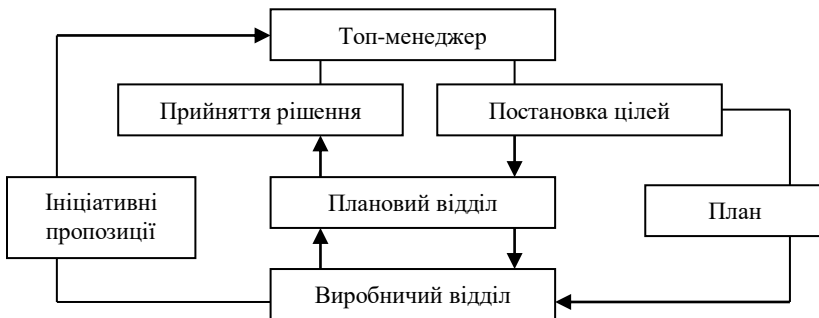 Топ-менеджер
Прийняття рішення
Постановка цілей
Ініціативні
пропозиції
Плановий відділ
План
Виробничий відділ